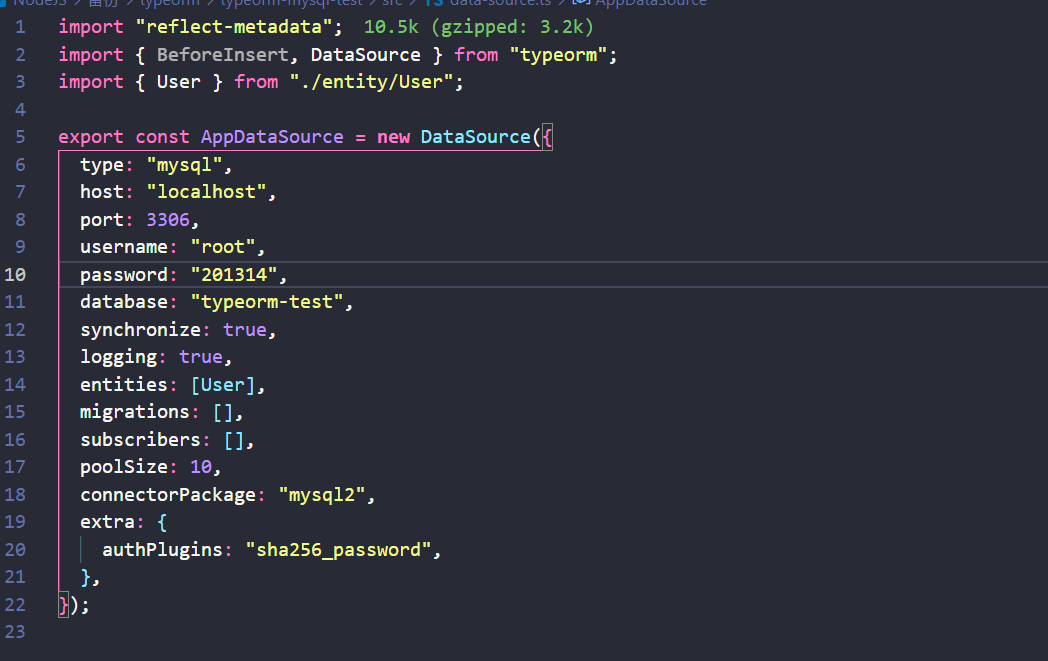 NodeJS > 备份 > typeorm > typeorm-mysql-test > src > TS data-source.ts > AppDataSource
1 import "reflect-metadata"; 10.5k (gzipped: 3.2k)
2 import { BeforeInsert, DataSource } from "typeorm";
3 import { User } from "./entity/User";
4
5 export const AppDataSource = new DataSource({
6 type: "mysql",
7 host: "localhost",
8 port: 3306,
9 username: "root",
10 password: "201314",
11 database: "typeorm-test",
12 synchronize: true,
13 logging: true,
14 entities: [User],
15 migrations: [],
16 subscribers: [],
17 poolSize: 10,
18 connectorPackage: "mysql2",
19 extra: {
20 authPlugins: "sha256_password",
21 },
22 });
23